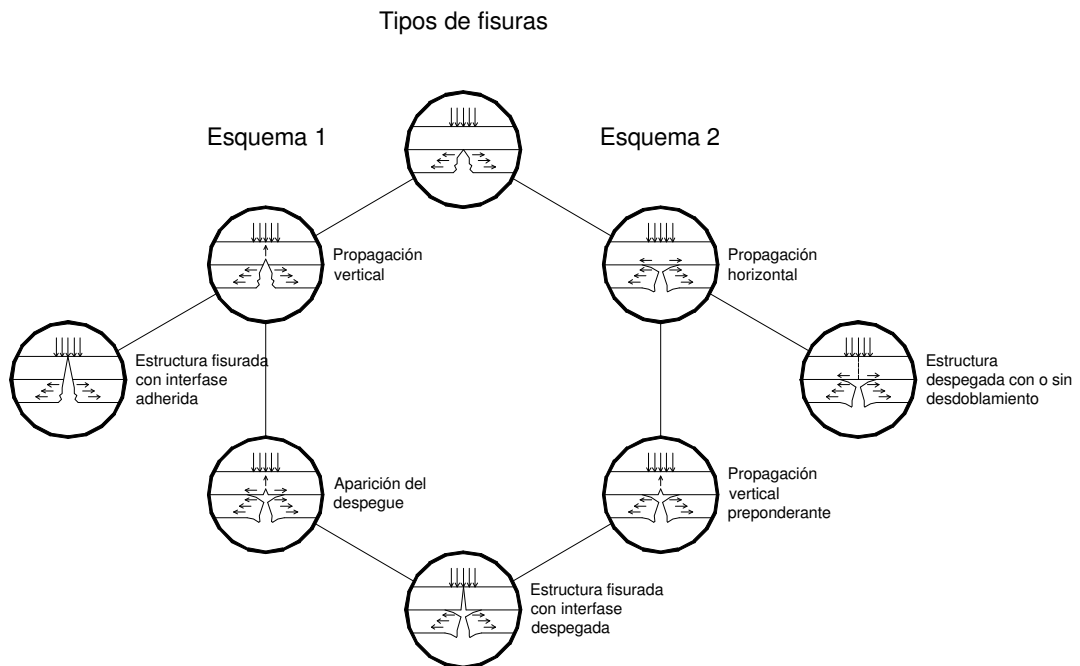 Tipos de fisuras
Esquema 1
Esquema 2
Propagación
vertical
Propagación
horizontal
Estructura fisurada
con interfase
adherida
Estructura
despegada con o sin
desdoblamiento
Aparición del
despegue
Propagación
vertical
preponderante
Estructura fisurada
con interfase
despegada